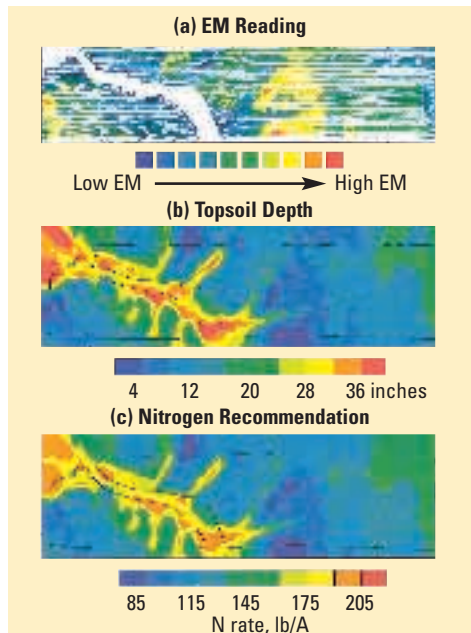 (a) EM Reading
Low EM High EM
(b) Topsoil Depth
4 12 20 28 36 inches
(c) Nitrogen Recommendation
85 115 145 175 205
N rate, lb/A